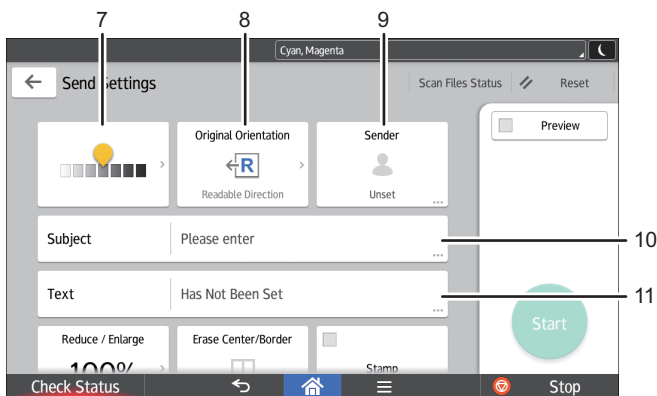 7 8 9
Cyan, Magenta
Send Settings Scan Files Status Reset
Original Orientation Sender Preview
R
Readable Direction Unset
Subject Please enter 10
Text Has Not Been Set 11
Start
Reduce / Enlarge Erase Center/Border
100% Stamp
Check Status Stop